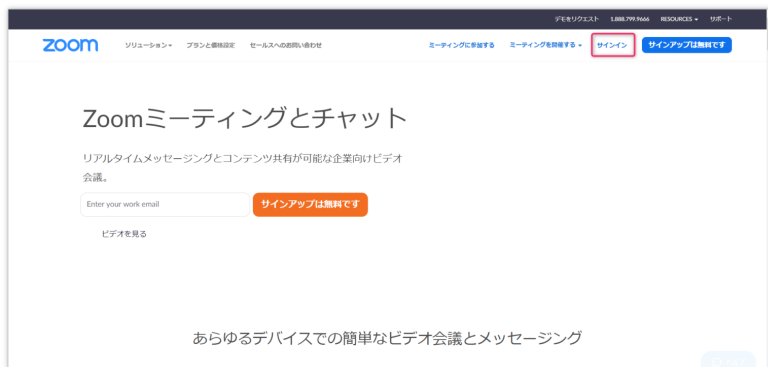 デモをリクエスト 1.888.799.9666 RESOURCES サポート
zoom ソリューション プランと価格設定 セールスへのお問い合わせ ミーティングに参加する ミーティングを開催する サインイン サインアップは無料です
Zoomミーティングとチャット
リアルタイムメッセージングとコンテンツ共有が可能な企業向けビデオ
会議。
Enter your work email サインアップは無料です
ビデオを見る
あらゆるデバイスでの簡単なビデオ会議とメッセージング